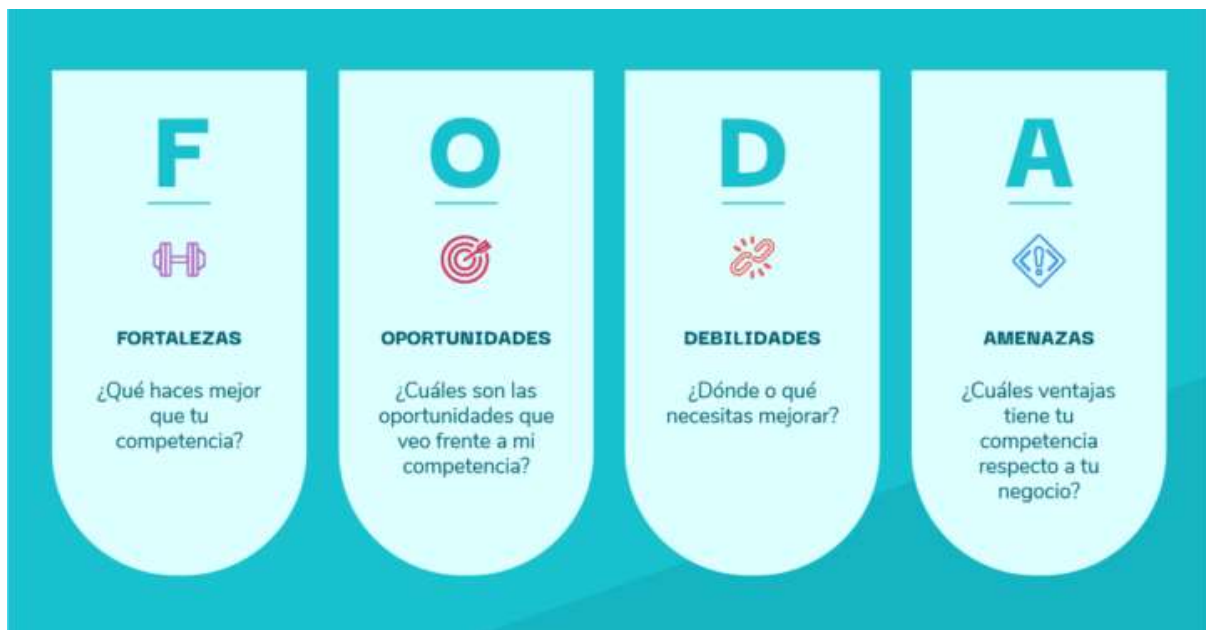 F
FORTALEZAS
¿Qué haces mejor
que tu
competencia?
O
OPORTUNIDADES
¿Cuáles son las
oportunidades que
veo frente a mi
competencia?
D
DEBILIDADES
¿Dónde o qué
necesitas mejorar?
A
AMENAZAS
¿Cuáles ventajas
tiene tu
competencia
respecto a tu
negocio?